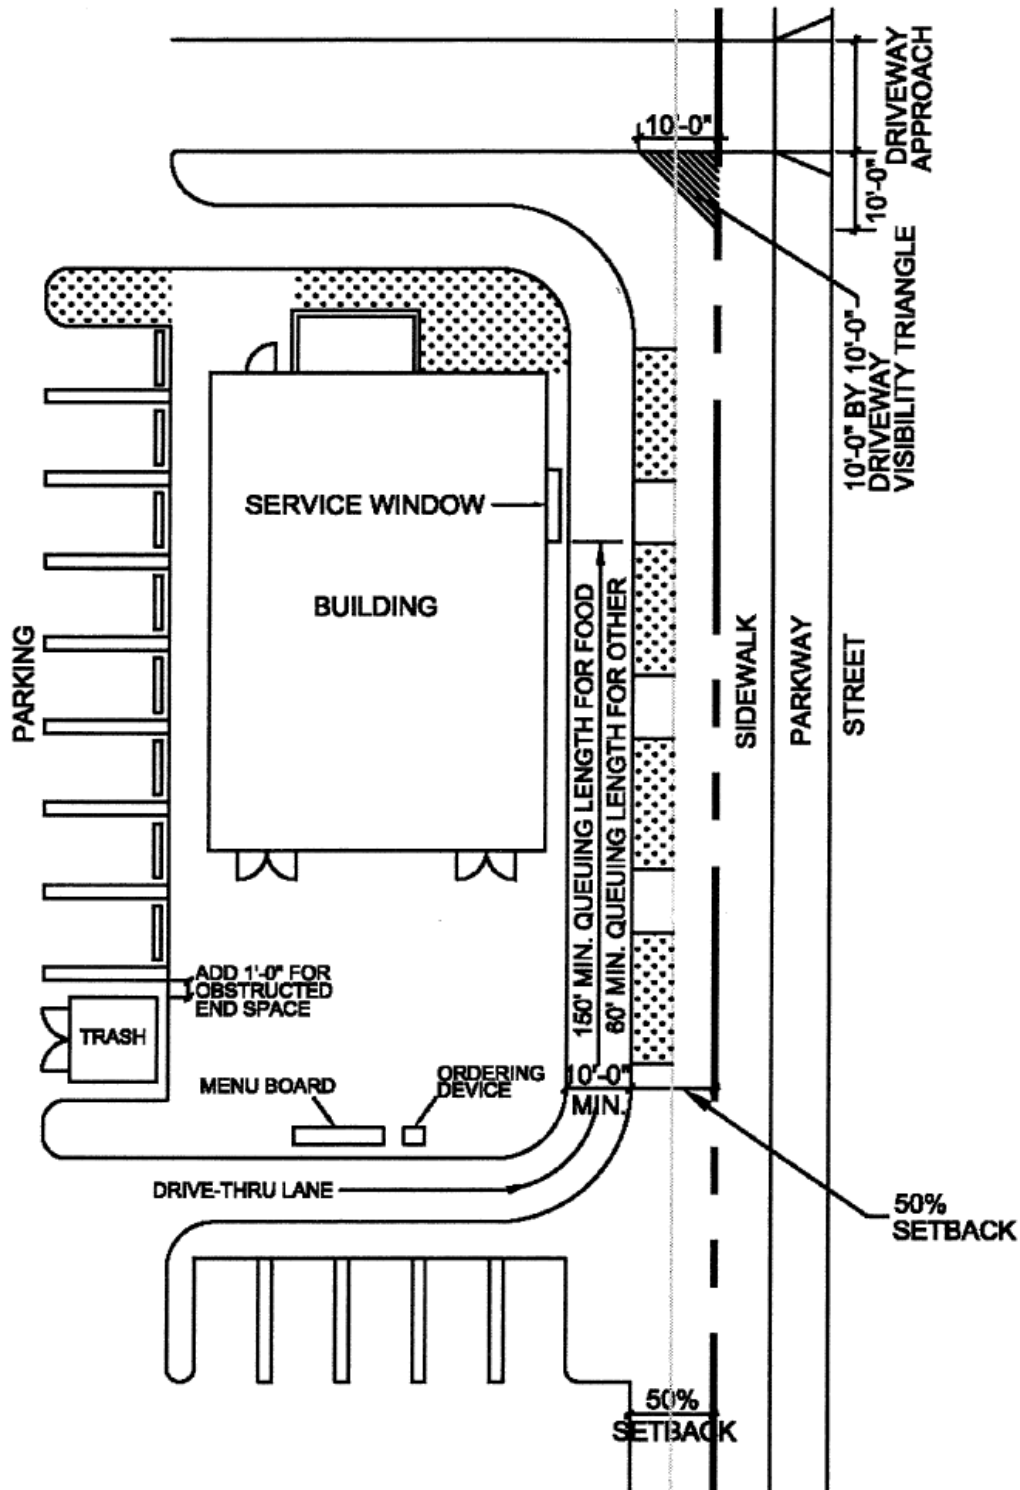 DRIVEWAY
APPROACH
10'-0"
10'-0"
10'-0" BY 10'-0"
DRIVEWAY
VISIBILITY TRIANGLE
SERVICE WINDOW
BUILDING
PARKING
150' MIN. QUEUING LENGTH FOR FOOD
60' MIN. QUEUING LENGTH FOR OTHER
SIDEWALK
PARKWAY
STREET
ADD 1'-0" FOR
OBSTRUCTED
END SPACE
TRASH
MENU BOARD
ORDERING
DEVICE
10'-0"
MIN.
DRIVE-THRU LANE
50%
SETBACK
50%
SETBACK